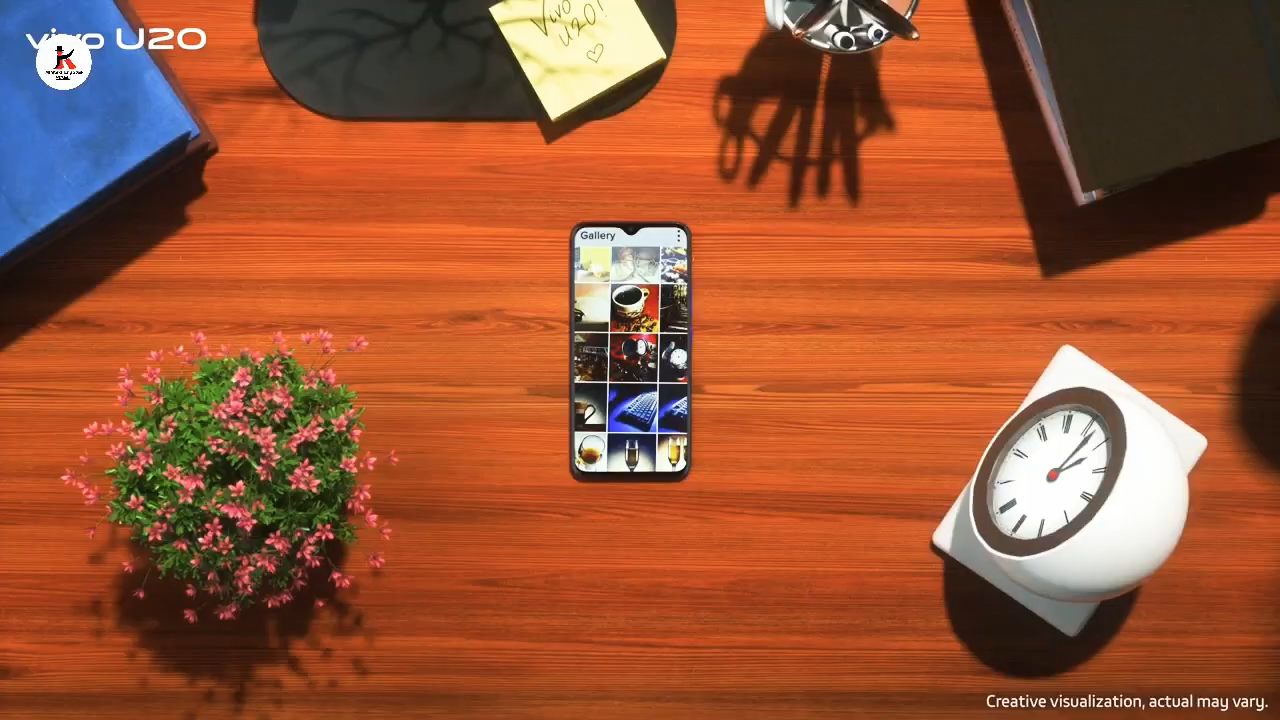 vivo U20
Vivo
U20!
Gallery
Creative visualization, actual may vary.